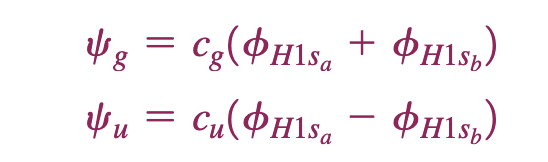 ψ_g = c_g(ϕ_{H1s_a} + ϕ_{H1s_b})
ψ_u = c_u(ϕ_{H1s_a} − ϕ_{H1s_b})